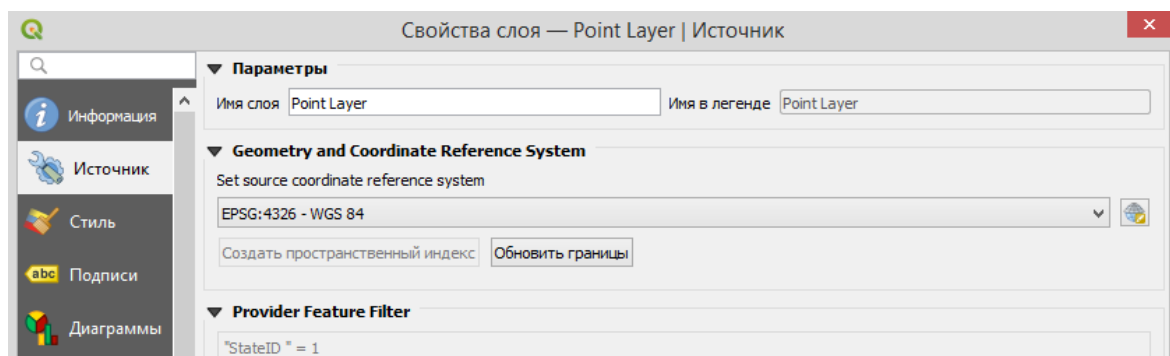 Свойства слоя — Point Layer | Источник
Информация
Источник
Стиль
abc Подписи
Диаграммы
Параметры
Имя слоя Point Layer Имя в легенде Point Layer
Geometry and Coordinate Reference System
Set source coordinate reference system
EPSG:4326 - WGS 84
Создать пространственный индекс Обновить границы
Provider Feature Filter
"StateID " = 1